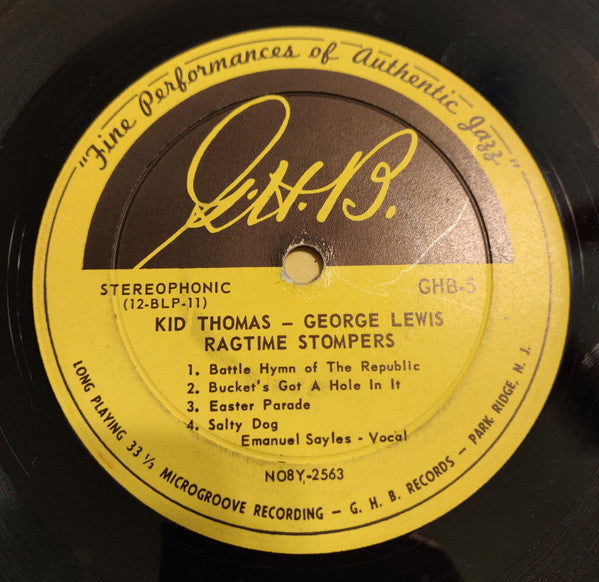 "Fine Performances of Authentic Jazz"
G.H.B.
STEREOPHONIC
(12-BLP-11)
GHB-5
KID THOMAS – GEORGE LEWIS
RAGTIME STOMPERS
1. Battle Hymn of The Republic
2. Bucket's Got A Hole In It
3. Easter Parade
4. Salty Dog
Emanuel Sayles - Vocal
NO8Y-2563
LONG PLAYING 33 ⅓ MICROGROOVE RECORDING – G. H. B. RECORDS – PARK RIDGE, N. J.